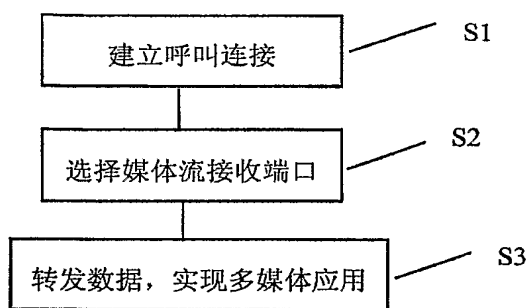 建立呼叫连接
S1
选择媒体流接收端口
S2
转发数据，实现多媒体应用
S3